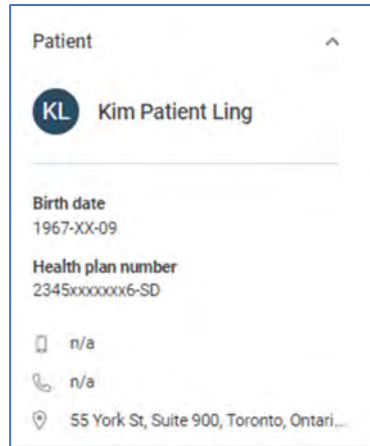 Patient
KL Kim Patient Ling
Birth date
1967-XX-09
Health plan number
2345xxxxxxx6-SD
n/a
n/a
55 York St, Suite 900, Toronto, Ontari...